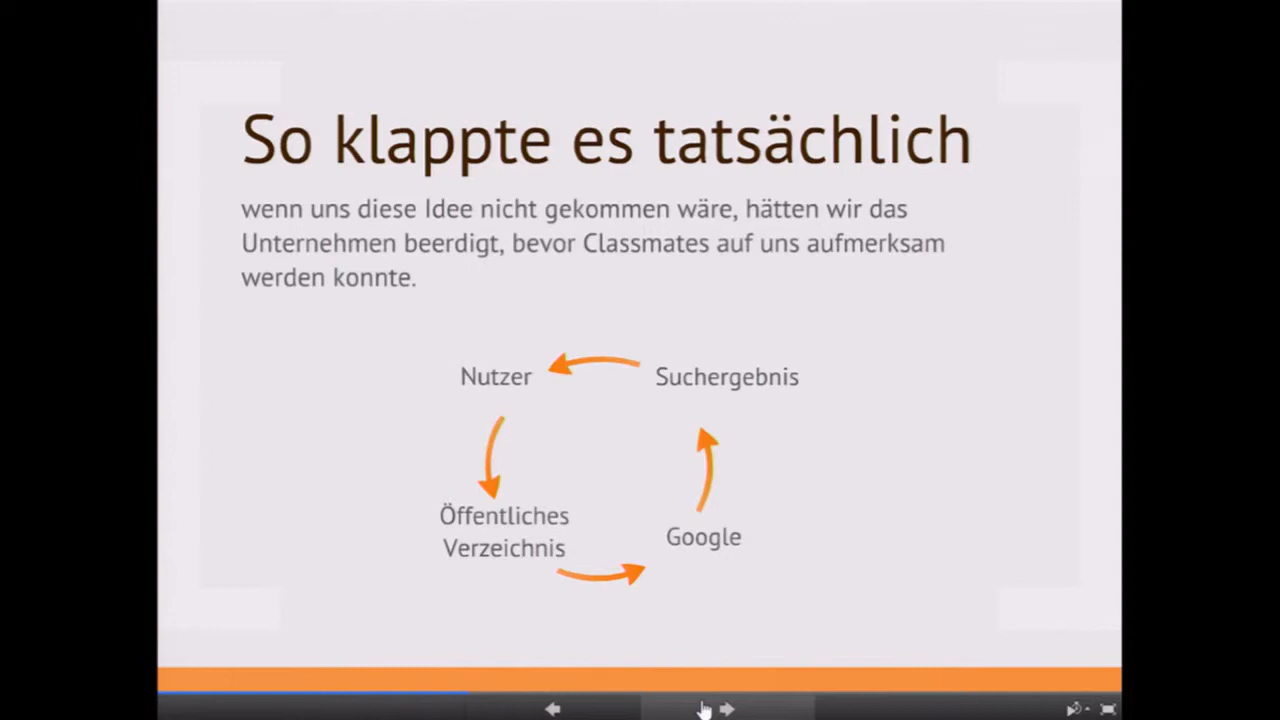 So klappte es tatsächlich
wenn uns diese Idee nicht gekommen wäre, hätten wir das
Unternehmen beerdigt, bevor Classmates auf uns aufmerksam
werden konnte.
Nutzer
Suchergebnis
Öffentliches
Verzeichnis
Google